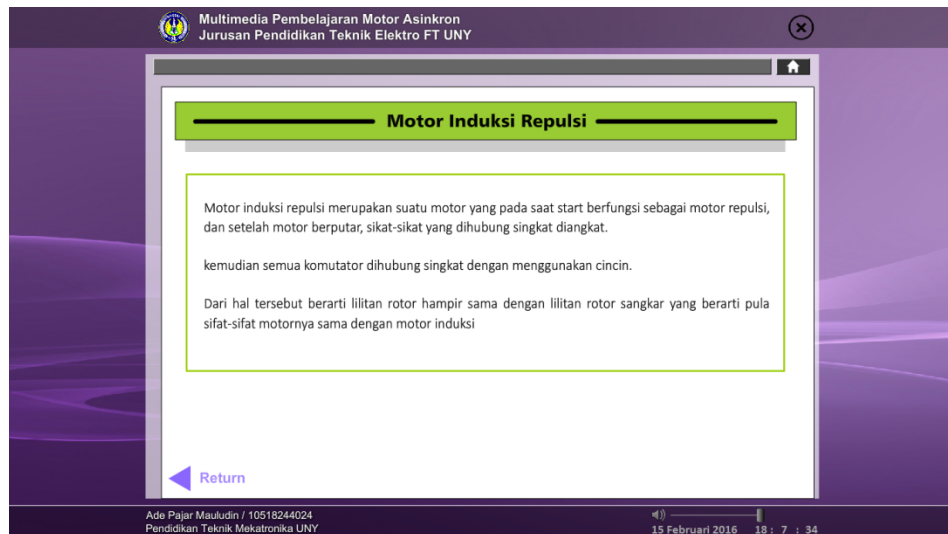 Multimedia Pembelajaran Motor Asinkron
Jurusan Pendidikan Teknik Elektro FT UNY
Motor Induksi Repulsi
Motor induksi repulsi merupakan suatu motor yang pada saat start berfungsi sebagai motor repulsi,
dan setelah motor berputar, sikat-sikat yang dihubung singkat diangkat.
kemudian semua komutator dihubung singkat dengan menggunakan cincin.
Dari hal tersebut berarti lilitan rotor hampir sama dengan lilitan rotor sangkar yang berarti pula
sifat-sifat motornya sama dengan motor induksi
Return
Ade Pajar Mauludin / 10518244024
Pendidikan Teknik Mekatronika UNY
15 Februari 2016 18 : 7 : 34